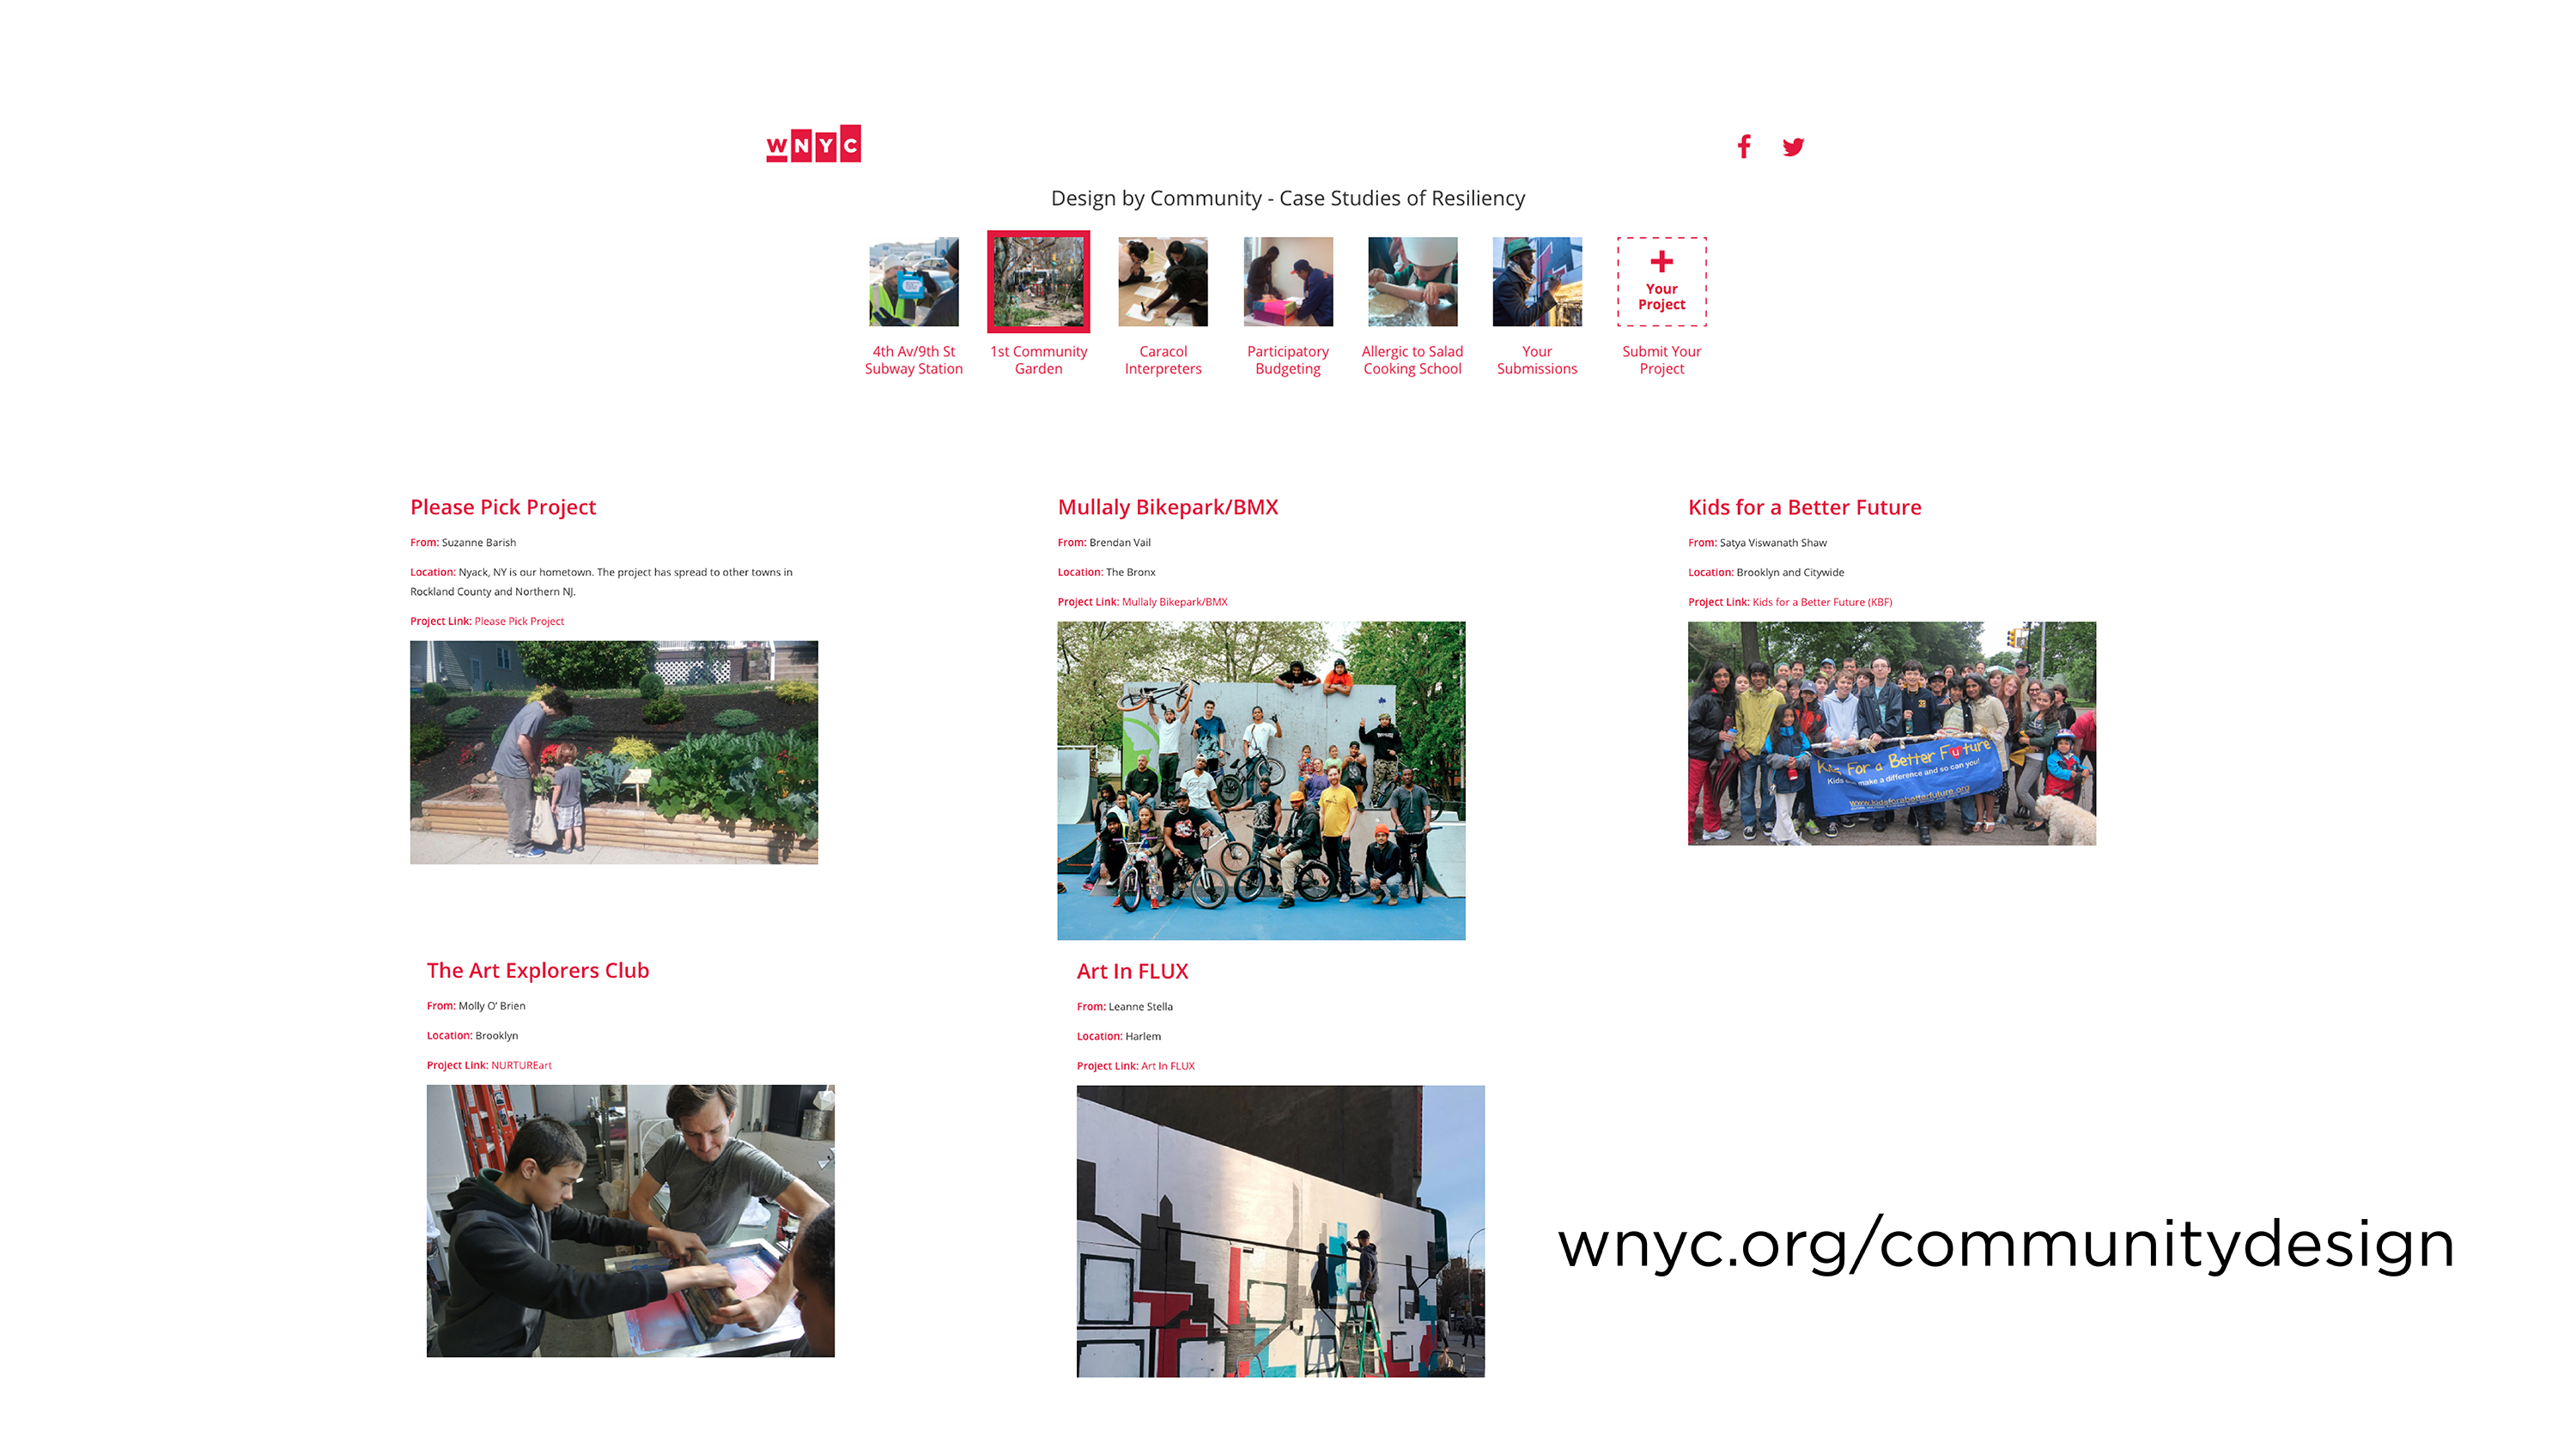 WNYC
Design by Community - Case Studies of Resiliency
4th Av/9th St
Subway Station
1st Community
Garden
Caracol
Interpreters
Participatory
Budgeting
Allergic to Salad
Cooking School
Your
Submissions
+
Your
Project
Submit Your
Project
Please Pick Project
From: Suzanne Barish
Location: Nyack, NY is our hometown. The project has spread to other towns in
Rockland County and Northern NJ.
Project Link: Please Pick Project
Mullaly Bikepark/BMX
From: Brendan Vail
Location: The Bronx
Project Link: Mullaly Bikepark/BMX
Kids for a Better Future
From: Satya Viswanath Shaw
Location: Brooklyn and Citywide
Project Link: Kids for a Better Future (KBF)
For a Better Future
Kids make a difference and so can you!
www.kidsforabetterfuture.org
The Art Explorers Club
From: Molly O' Brien
Location: Brooklyn
Project Link: NURTUREart
Art In FLUX
From: Leanne Stella
Location: Harlem
Project Link: Art In FLUX
wnyc.org/communitydesign